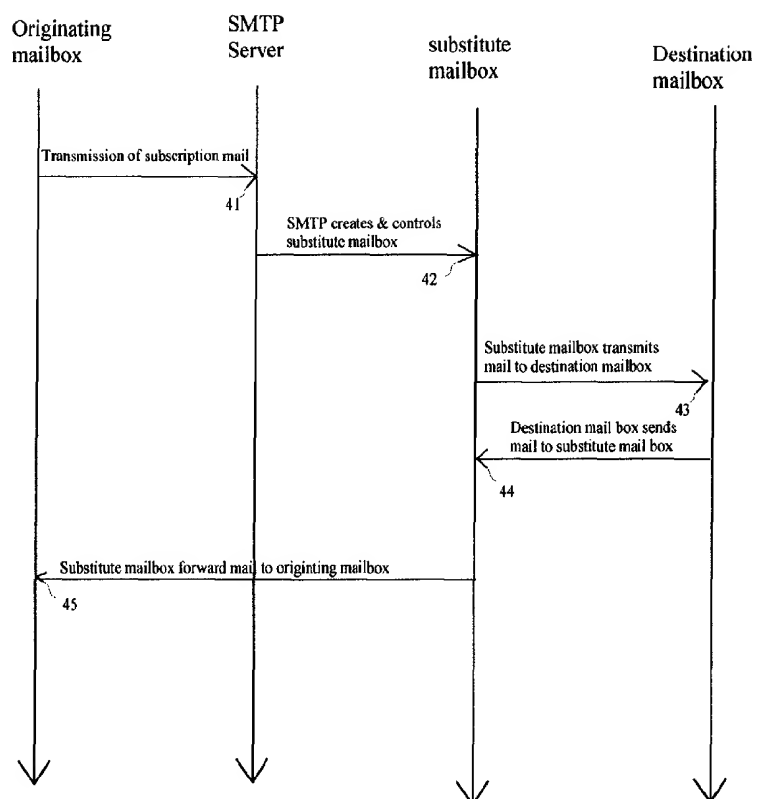 Originating
mailbox
SMTP
Server
substitute
mailbox
Destination
mailbox
Transmission of subscription mail
41
SMTP creates & controls
substitute mailbox
42
Substitute mailbox transmits
mail to destination mailbox
43
Destination mail box sends
mail to substitute mail box
44
Substitute mailbox forward mail to originting mailbox
45